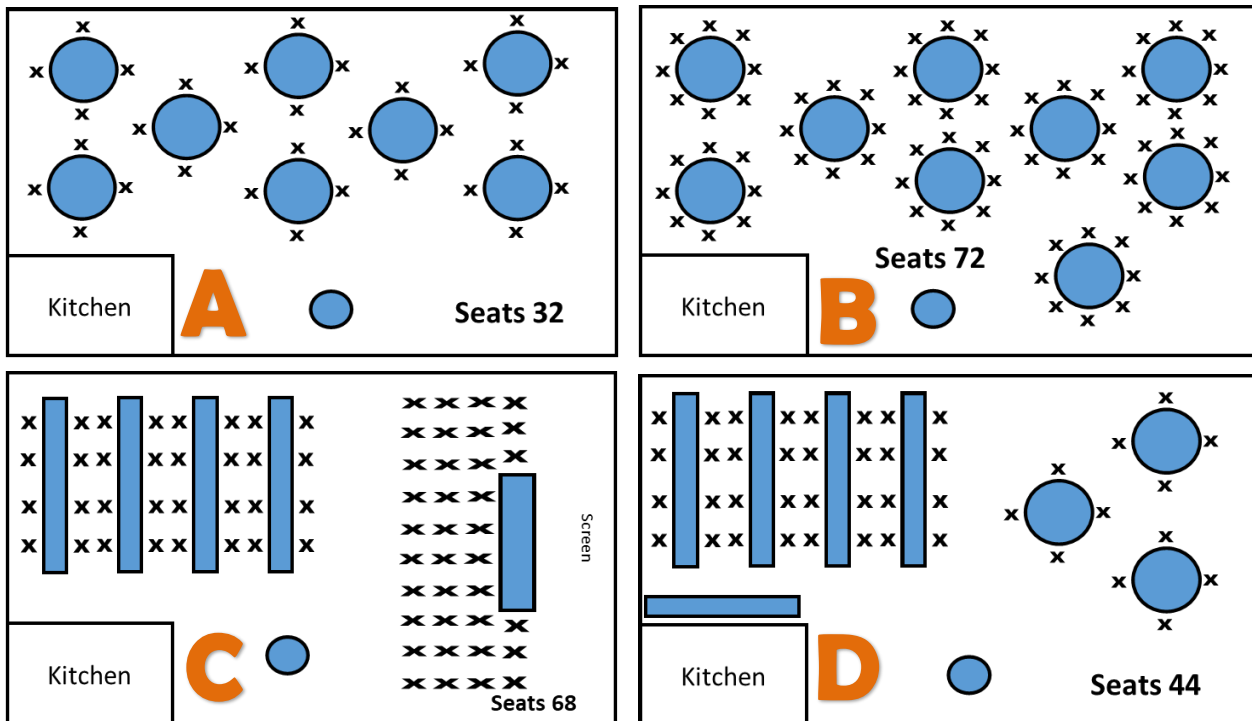 Kitchen
A
Seats 32
Seats 72
Kitchen
B
Screen
Kitchen
C
Seats 68
Kitchen
D
Seats 44